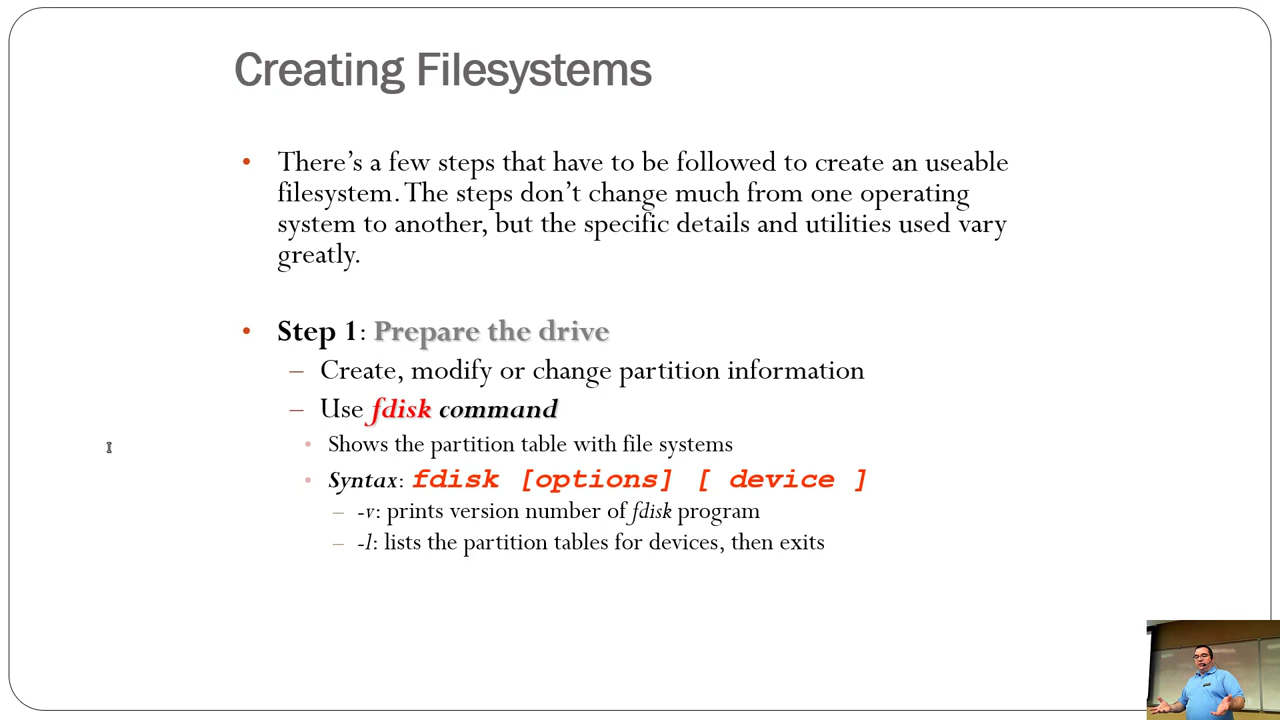 Creating Filesystems
• There’s a few steps that have to be followed to create an useable
filesystem. The steps don’t change much from one operating
system to another, but the specific details and utilities used vary
greatly.
• Step 1: Prepare the drive
– Create, modify or change partition information
– Use fdisk command
• Shows the partition table with file systems
• Syntax: fdisk [options] [ device ]
– -v: prints version number of fdisk program
– -l: lists the partition tables for devices, then exits